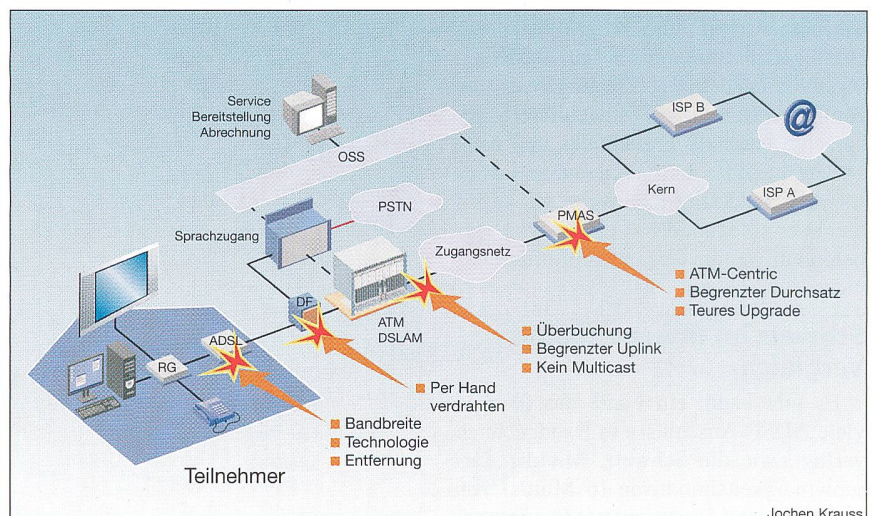 Service
Bereitstellung
Abrechnung
OSS
ISP B
@
Kern
ISP A
PSTN
PMAS
Sprachzugang
Zugangsnetz
ATM-Centric
Begrenzter Durchsatz
Teures Upgrade
DF
ATM
DSLAM
Überbuchung
Begrenzter Uplink
Kein Multicast
ADSL
RG
Per Hand
verdrahten
Bandbreite
Technologie
Entfernung
Teilnehmer
Jochen Krauss